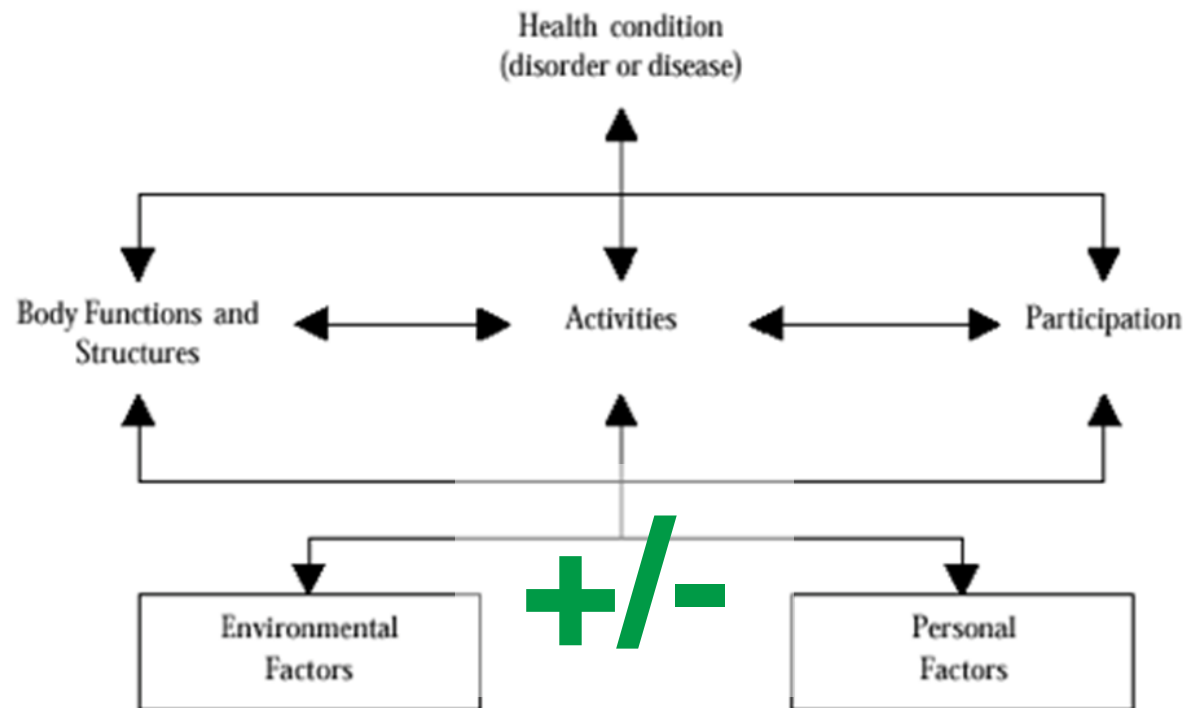 Health condition
(disorder or disease)
Body Functions and
Structures
Activities
Participation
+/-
Environmental
Factors
Personal
Factors